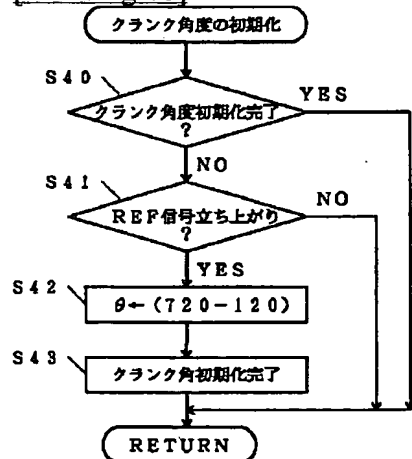 クランク角度の初期化
S40
クランク角度初期化完了
?
YES
NO
S41
REF信号立ち上がり
?
NO
YES
S42
θ←(720-120)
S43
クランク角初期化完了
RETURN